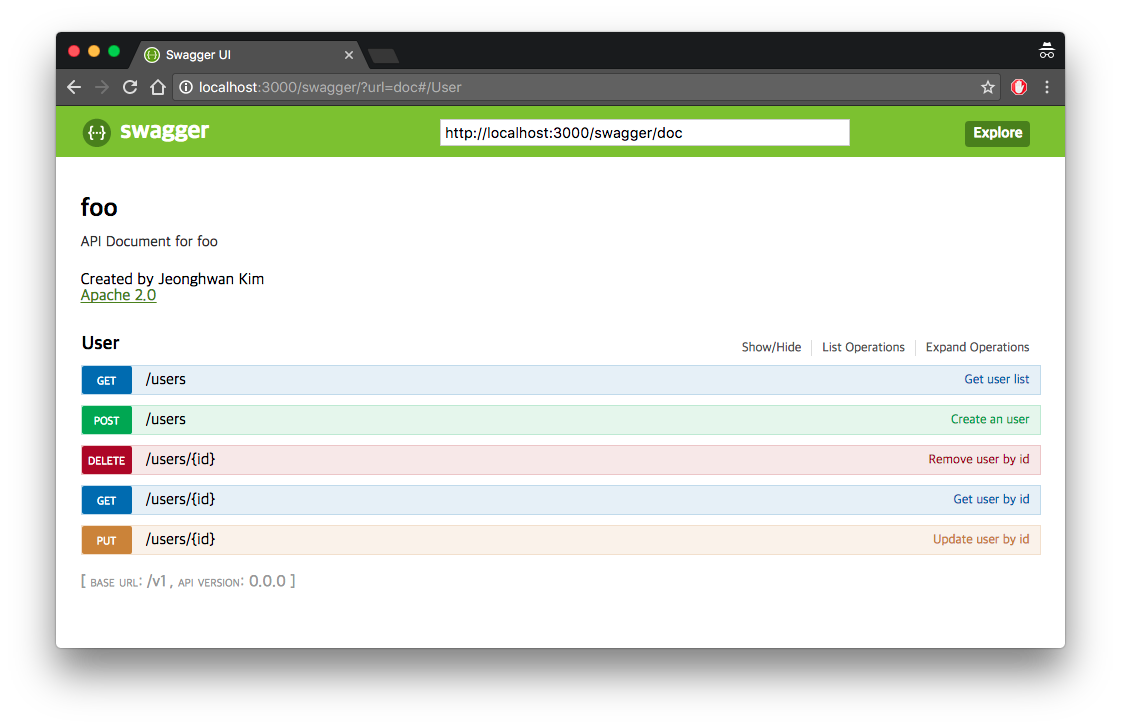 Swagger UI
localhost:3000/swagger/?url=doc#/User
{··} swagger
http://localhost:3000/swagger/doc
Explore
foo
API Document for foo
Created by Jeonghwan Kim
Apache 2.0
User
Show/Hide
List Operations
Expand Operations
GET /users Get user list
POST /users Create an user
DELETE /users/{id} Remove user by id
GET /users/{id} Get user by id
PUT /users/{id} Update user by id
[ BASE URL: /v1 , API VERSION: 0.0.0 ]